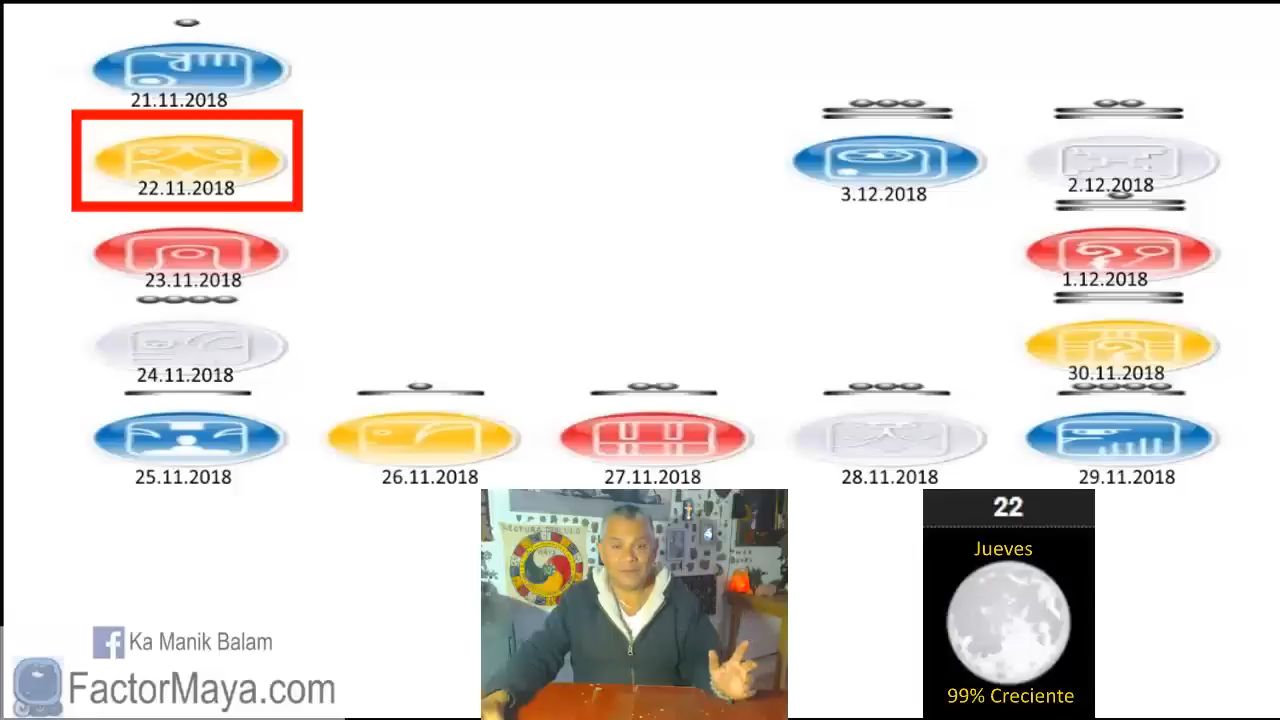 21.11.2018
22.11.2018
3.12.2018
2.12.2018
23.11.2018
1.12.2018
24.11.2018
30.11.2018
25.11.2018
26.11.2018
27.11.2018
28.11.2018
29.11.2018
LECTURA
22
Jueves
99% Creciente
f Ka Manik Balam
FactorMaya.com